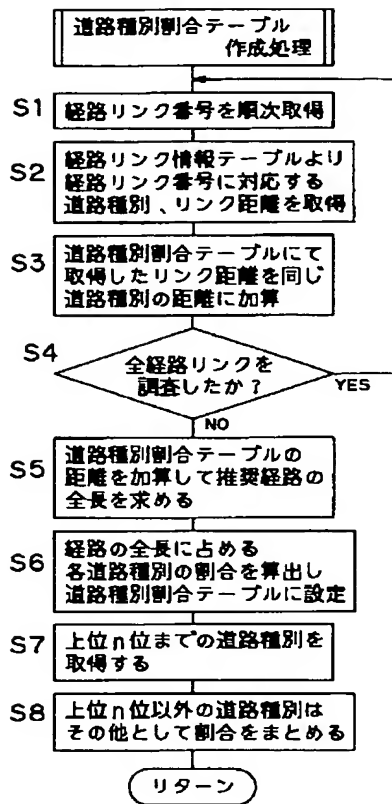 道路種別割合テーブル
作成処理
S1
経路リンク番号を順次取得
S2
経路リンク情報テーブルより
経路リンク番号に対応する
道路種別、リンク距離を取得
S3
道路種別割合テーブルにて
取得したリンク距離を同じ
道路種別の距離に加算
S4
全経路リンクを
調査したか?
YES
NO
S5
道路種別割合テーブルの
距離を加算して推奨経路の
全長を求める
S6
経路の全長に占める
各道路種別の割合を算出し
道路種別割合テーブルに設定
S7
上位n位までの道路種別を
取得する
S8
上位n位以外の道路種別は
その他として割合をまとめる
リターン